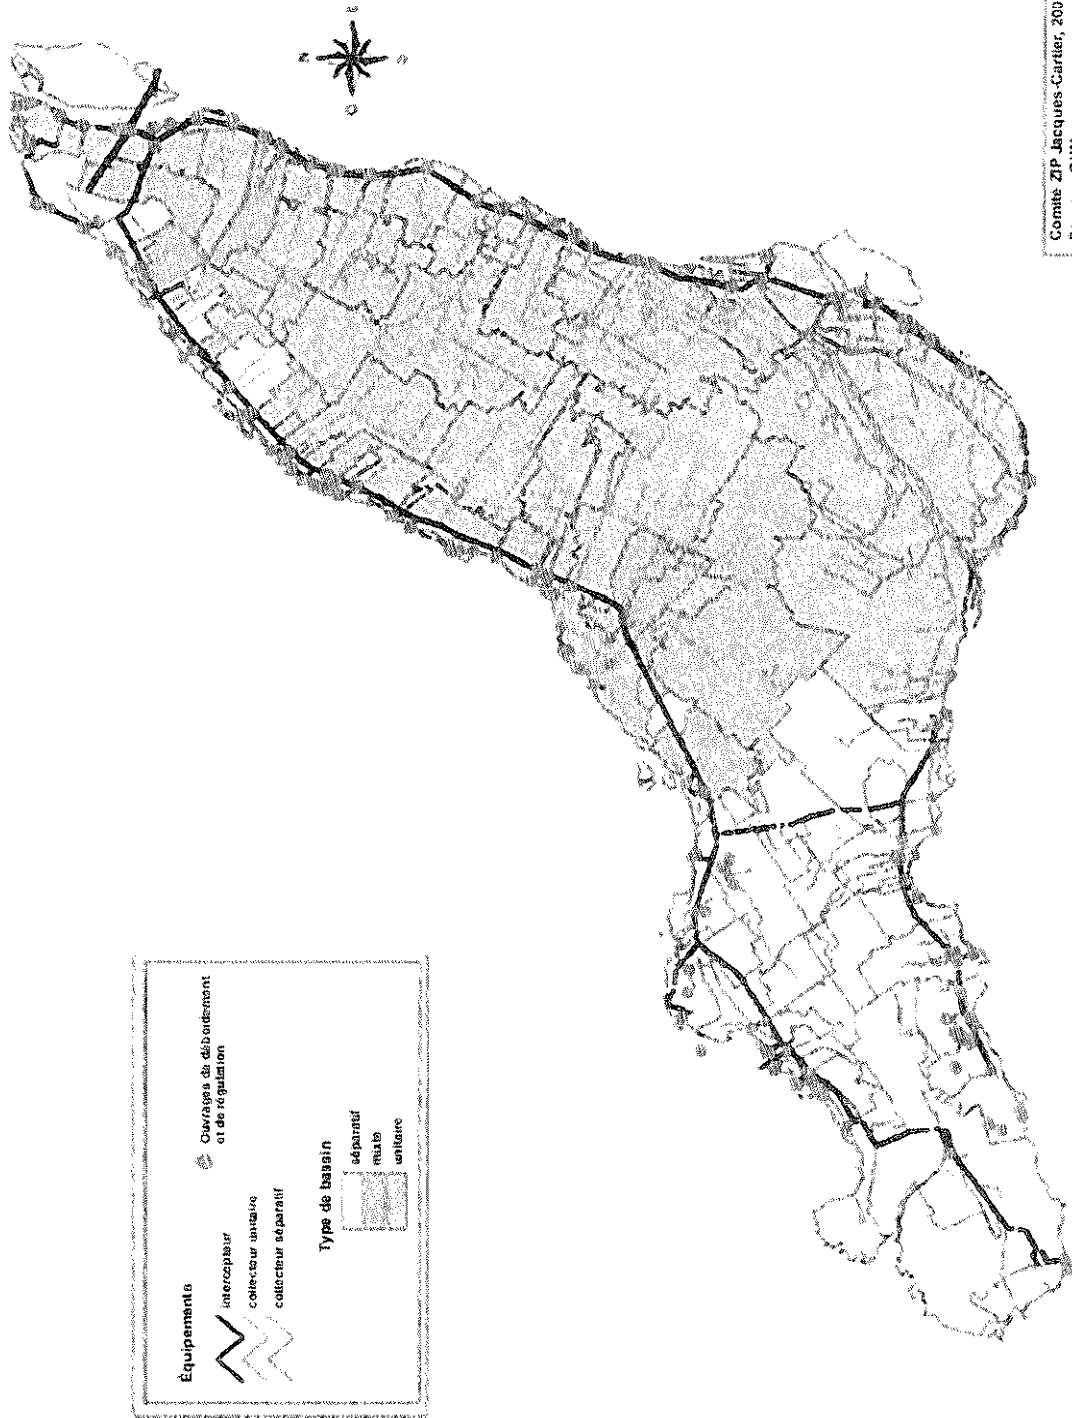 Équipements
intercepteur
collecteur unitaire
collecteur séparatif
Ouvrages de débordement
et de régulation
Type de bassin
séparatif
mixte
unitaire
N
E
S
O
Comité ZIP Jacques-Cartier, 200